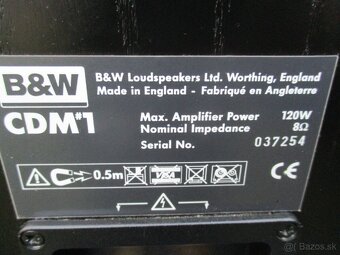 B&W
B&W Loudspeakers Ltd. Worthing, England
Made in England - Fabriqué en Angleterre
CDM#1
Max. Amplifier Power 120W
Nominal Impedance 8Ω
Serial No. 037254
0.5m
VISA
CE
bazos.sk